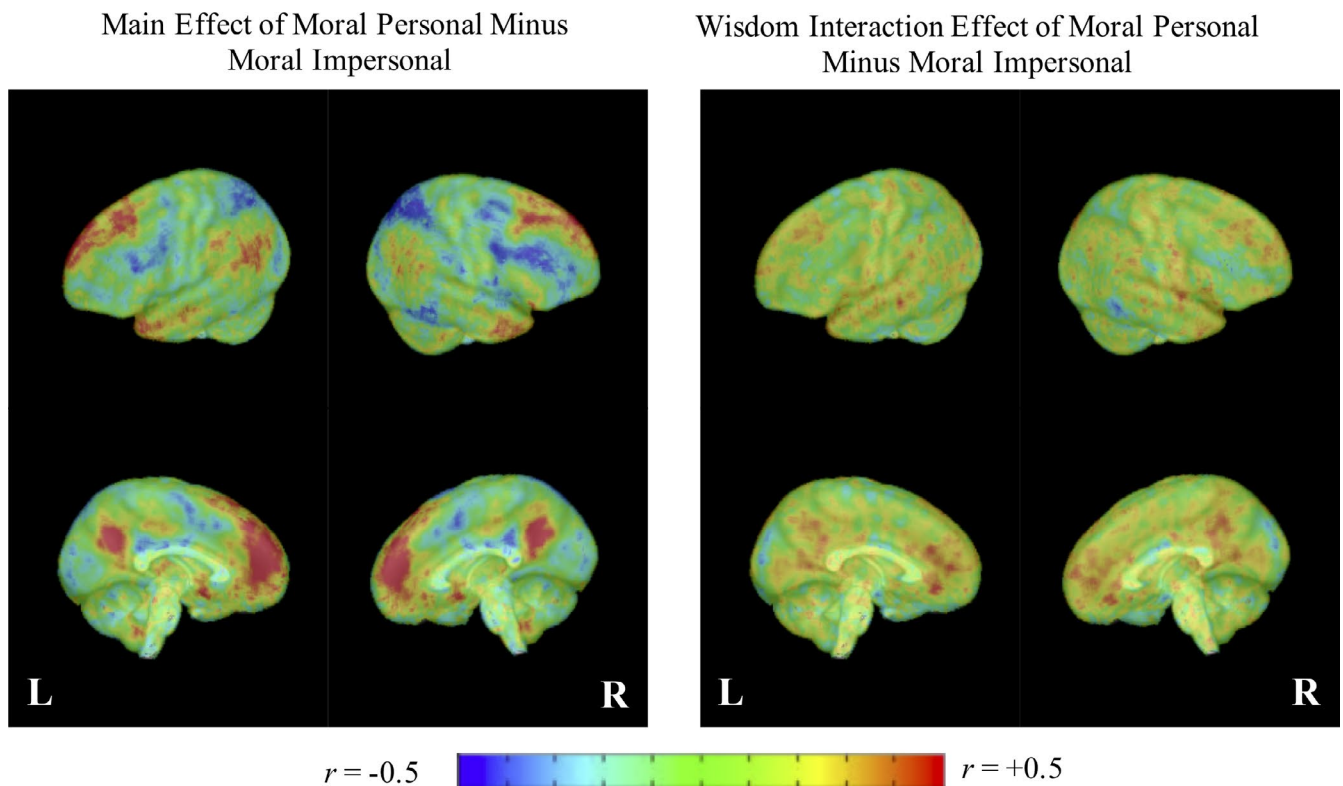 Main Effect of Moral Personal Minus
Moral Impersonal
Wisdom Interaction Effect of Moral Personal
Minus Moral Impersonal
L
R
L
R
r = -0.5
r = +0.5